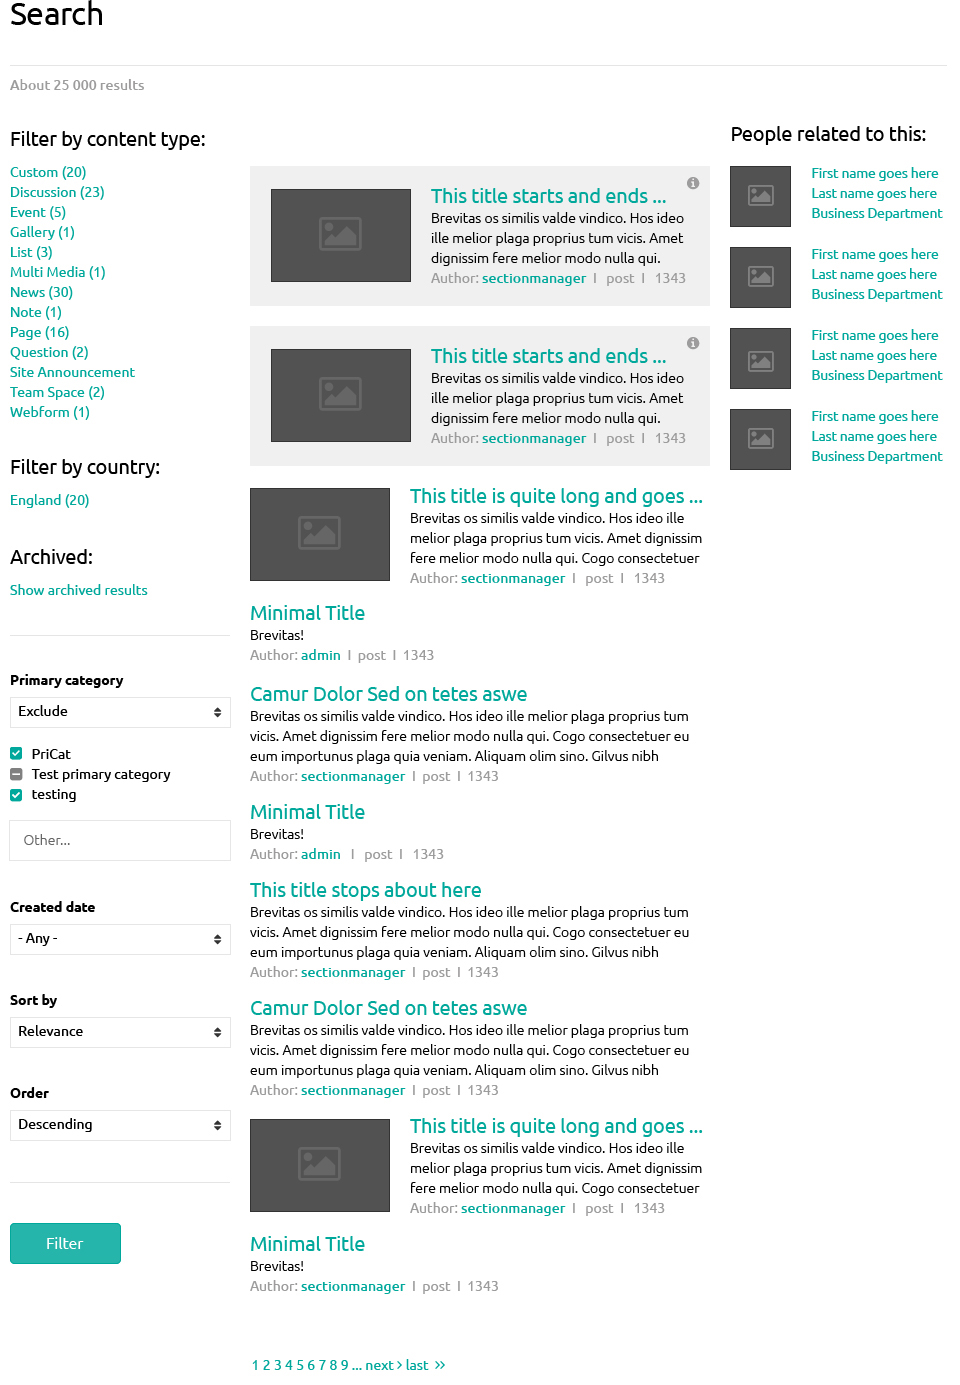 Search
About 25 000 results
Filter by content type:
Custom (20)
Discussion (23)
Event (5)
Gallery (1)
List (3)
Multi Media (1)
News (30)
Note (1)
Page (16)
Question (2)
Site Announcement
Team Space (2)
Webform (1)
Filter by country:
England (20)
Archived:
Show archived results
Primary category
Exclude
PriCat
Test primary category
testing
Other...
Created date
- Any -
Sort by
Relevance
Order
Descending
Filter
This title starts and ends ...
Brevitas os similis valde vindico. Hos ideo
ille melior plaga proprius tum vicis. Amet
dignissim fere melior modo nulla qui.
Author: sectionmanager | post | 1343
This title starts and ends ...
Brevitas os similis valde vindico. Hos ideo
ille melior plaga proprius tum vicis. Amet
dignissim fere melior modo nulla qui.
Author: sectionmanager | post | 1343
This title is quite long and goes ...
Brevitas os similis valde vindico. Hos ideo ille
melior plaga proprius tum vicis. Amet dignissim
fere melior modo nulla qui. Cogo consectetuer
Author: sectionmanager | post | 1343
Minimal Title
Brevitas!
Author: admin | post | 1343
Camur Dolor Sed on tetes aswe
Brevitas os similis valde vindico. Hos ideo ille melior plaga proprius tum
vicis. Amet dignissim fere melior modo nulla qui. Cogo consectetuer eu
eum importunus plaga quia veniam. Aliquam olim sino. Gilvus nibh
Author: sectionmanager | post | 1343
Minimal Title
Brevitas!
Author: admin | post | 1343
This title stops about here
Brevitas os similis valde vindico. Hos ideo ille melior plaga proprius tum
vicis. Amet dignissim fere melior modo nulla qui. Cogo consectetuer eu
eum importunus plaga quia veniam. Aliquam olim sino. Gilvus nibh
Author: sectionmanager | post | 1343
Camur Dolor Sed on tetes aswe
Brevitas os similis valde vindico. Hos ideo ille melior plaga proprius tum
vicis. Amet dignissim fere melior modo nulla qui. Cogo consectetuer eu
eum importunus plaga quia veniam. Aliquam olim sino. Gilvus nibh
Author: sectionmanager | post | 1343
This title is quite long and goes ...
Brevitas os similis valde vindico. Hos ideo ille
melior plaga proprius tum vicis. Amet dignissim
fere melior modo nulla qui. Cogo consectetuer
Author: sectionmanager | post | 1343
Minimal Title
Brevitas!
Author: sectionmanager | post | 1343
1 2 3 4 5 6 7 8 9 ... next › last »
People related to this:
First name goes here
Last name goes here
Business Department
First name goes here
Last name goes here
Business Department
First name goes here
Last name goes here
Business Department
First name goes here
Last name goes here
Business Department